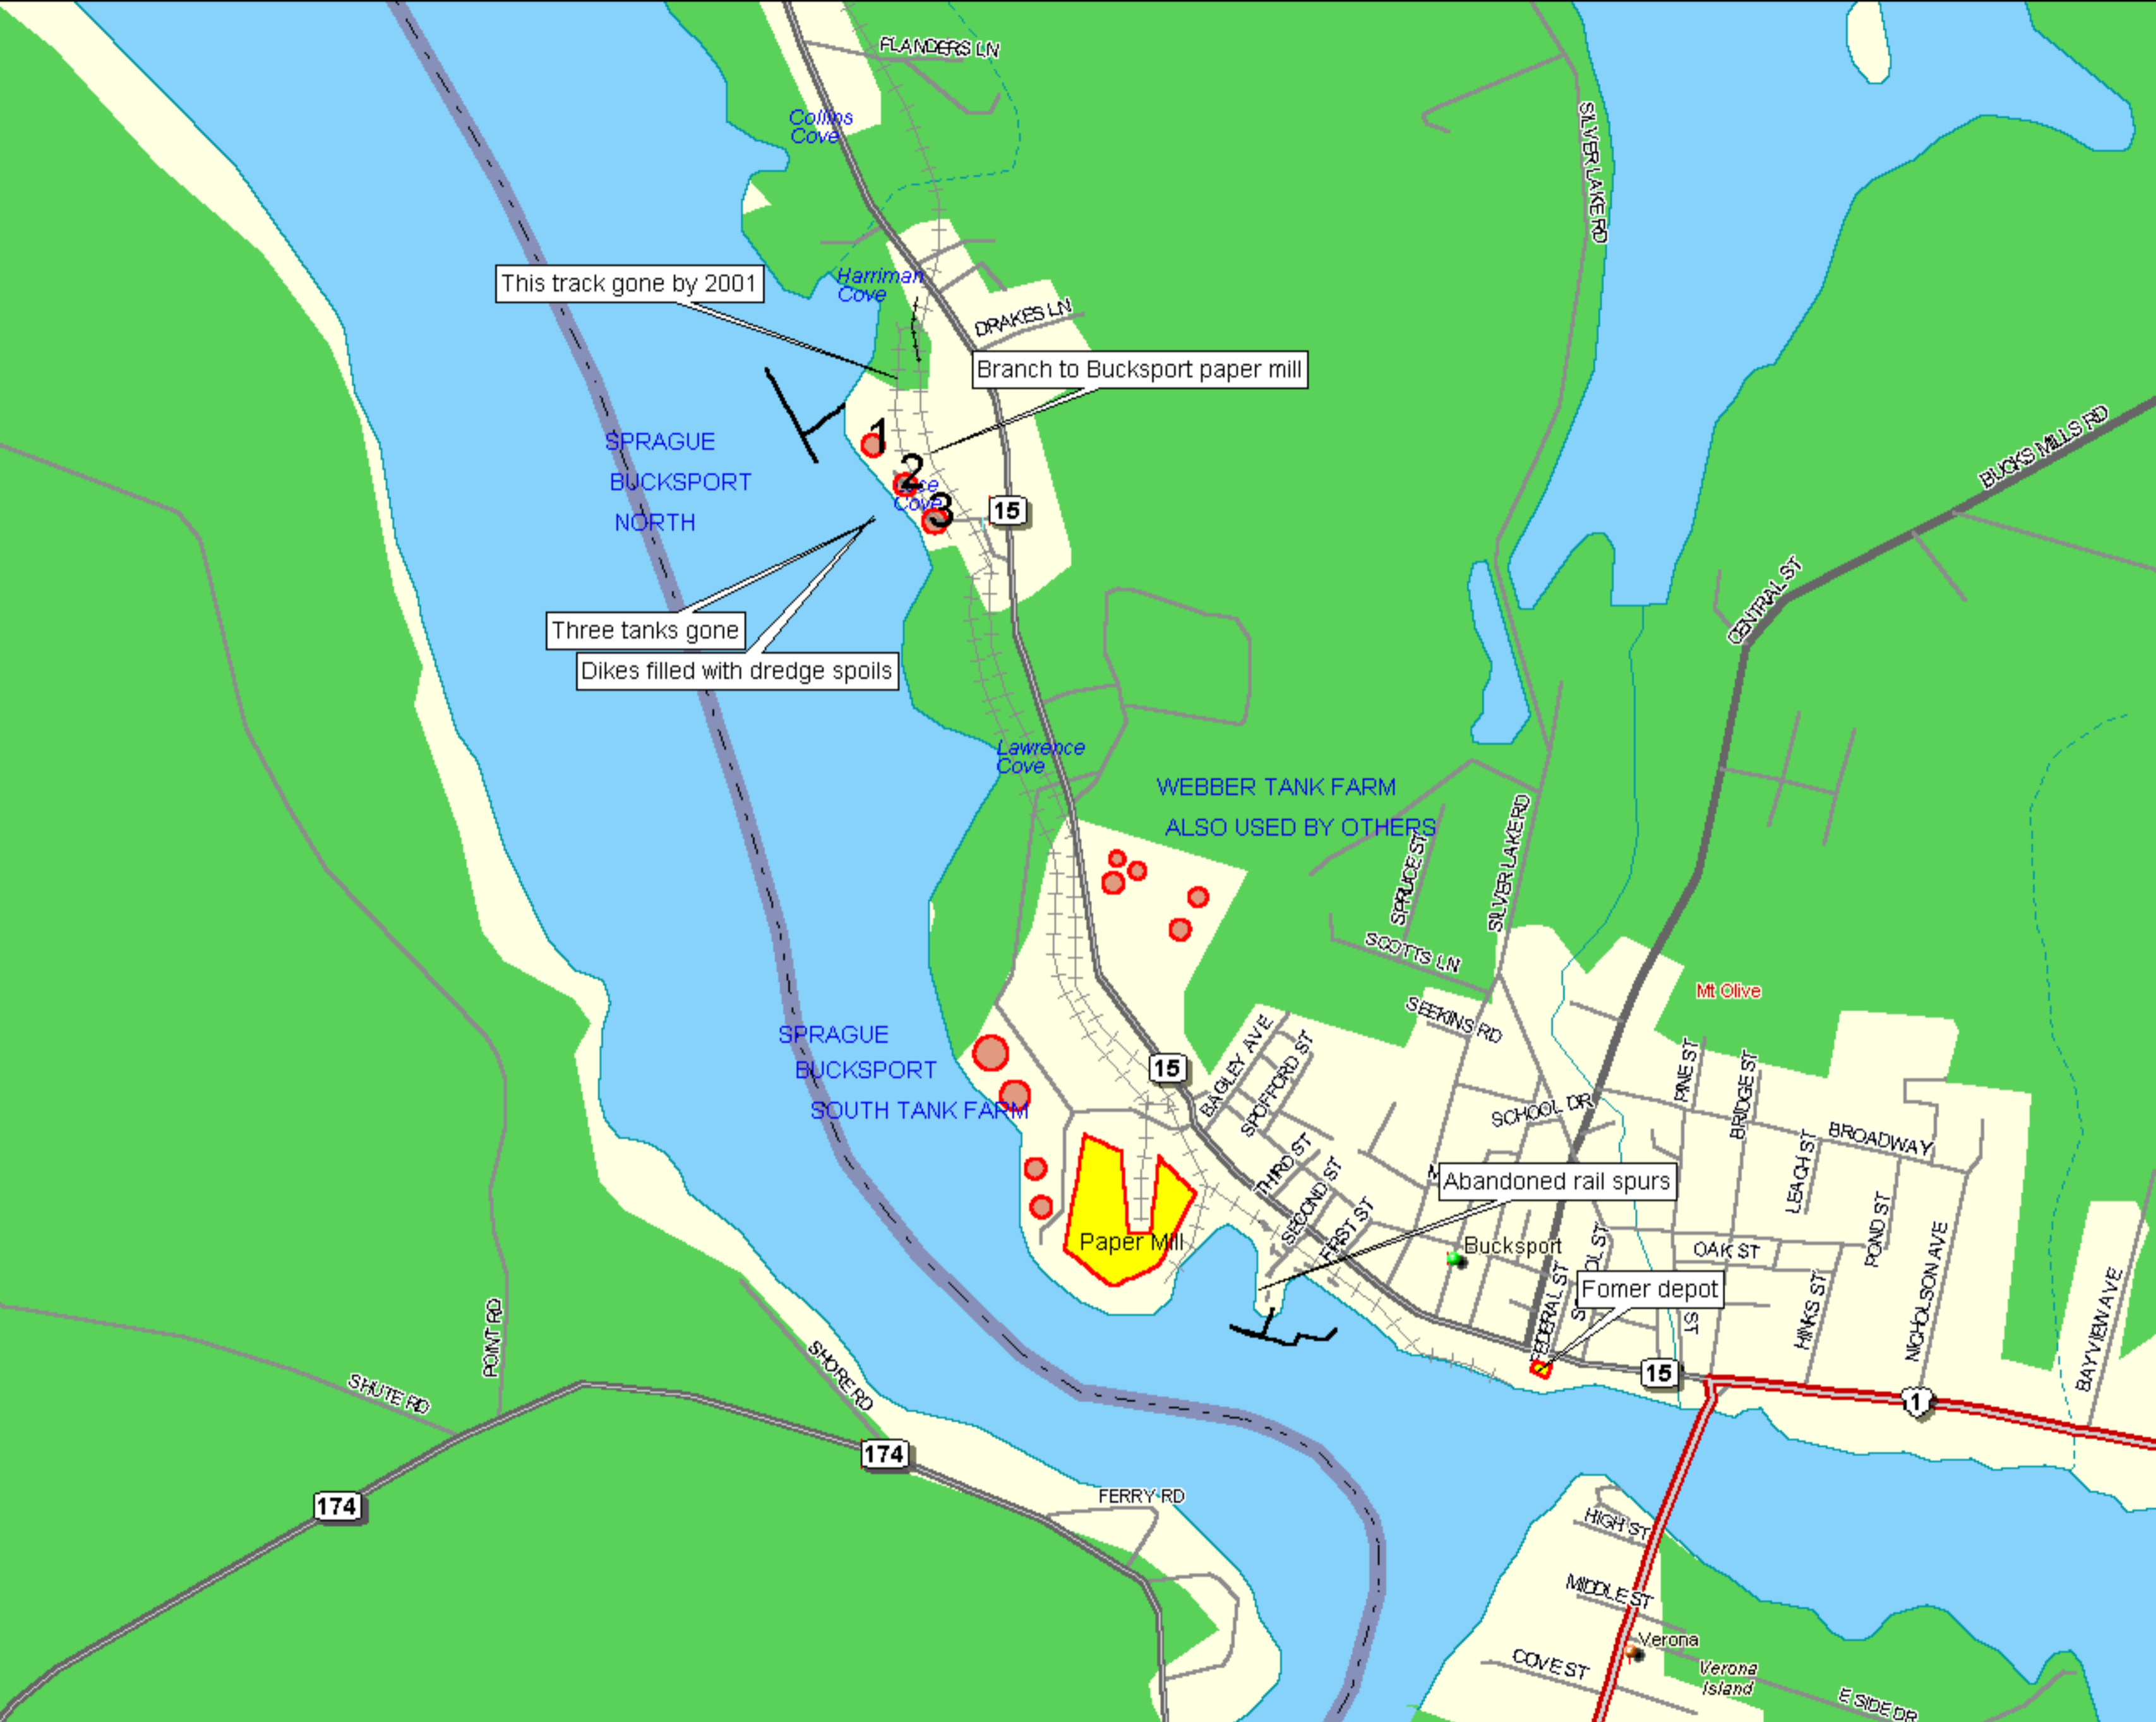 FLANDERS LN
Collins
Cove
SILVER LAKE RD
This track gone by 2001
Harriman
Cove
DRAKES LN
Branch to Bucksport paper mill
1
2
3
Cove
15
SPRAGUE
BUCKSPORT
NORTH
BUCKS MILLS RD
CENTRAL ST
Three tanks gone
Dikes filled with dredge spoils
Lawrence
Cove
WEBBER TANK FARM
ALSO USED BY OTHERS
SPRUCE ST
SILVER LAKE RD
SCOTTS LN
SEEKINS RD
Mt Olive
SPRAGUE
BUCKSPORT
SOUTH TANK FARM
15
BAGLEY AVE
SPOFFORD ST
SCHOOL DR
PINE ST
BRIDGE ST
BROADWAY
LEACH ST
THIRD ST
SECOND ST
FIRST ST
Abandoned rail spurs
Paper Mill
Bucksport
OAK ST
POND ST
NICHOLSON AVE
HINKS ST
BAYVIEW AVE
FEDERAL ST
Fomer depot
ST
15
1
POINT RD
SHUTE RD
SHORE RD
174
174
FERRY RD
HIGH ST
MIDDLE ST
Verona
COVE ST
Verona
Island
E SIDE DR